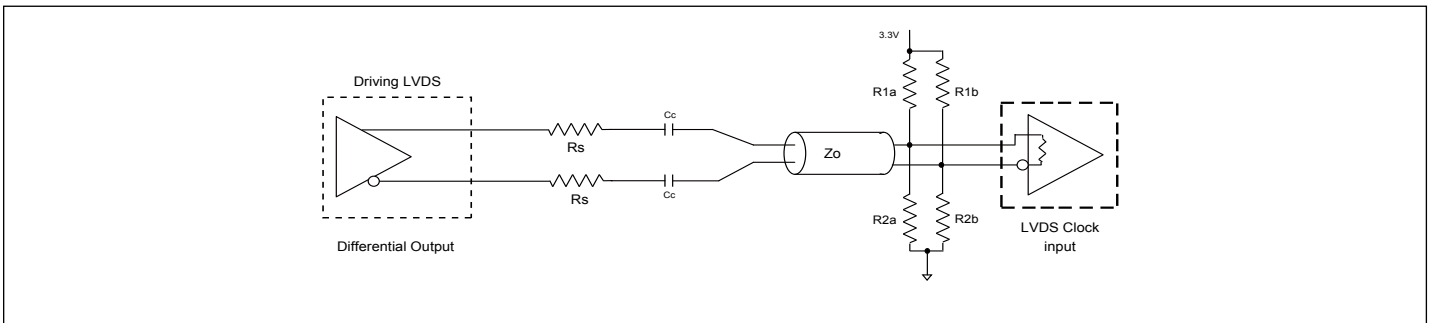 3.3V
Driving LVDS
R1a
R1b
Cc
Rs
Zo
Cc
Rs
R2a
R2b
LVDS Clock
input
Differential Output